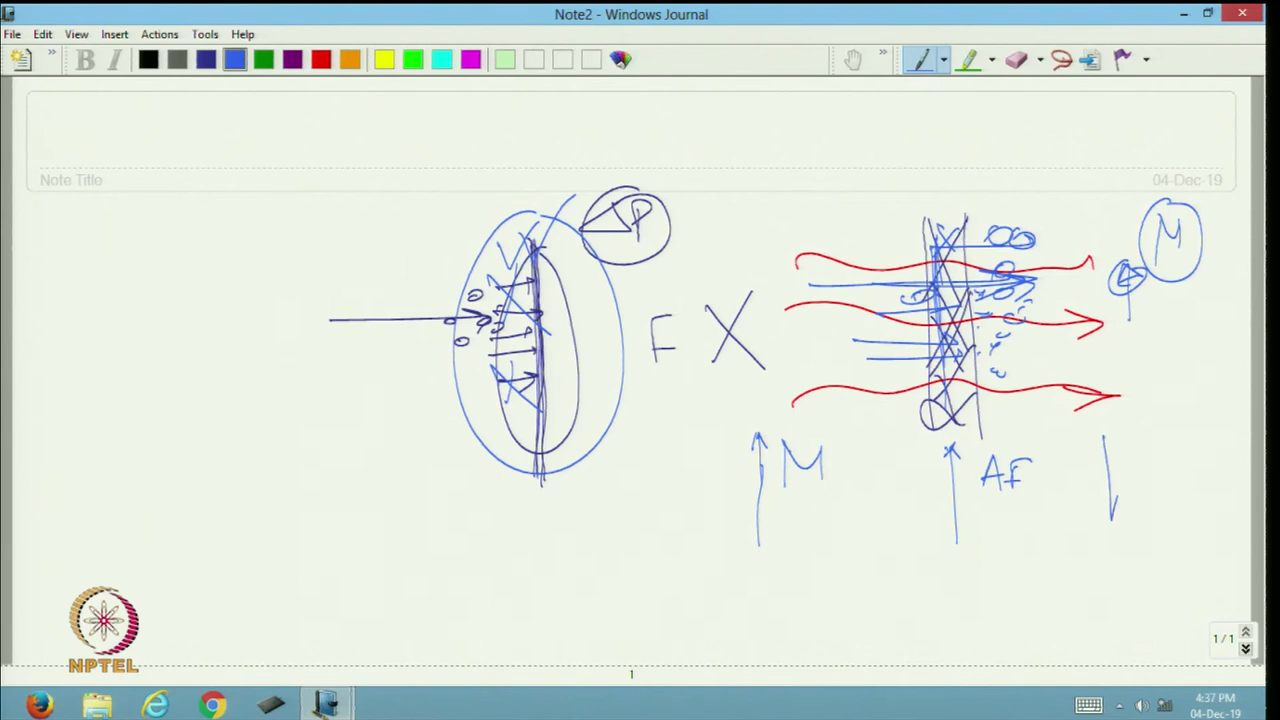 Note2 - Windows Journal
File Edit View Insert Actions Tools Help
Note Title
04-Dec-19
ΔP
M
F X
M
AF
NPTEL
1 / 1
1
4:37 PM
04-Dec-19